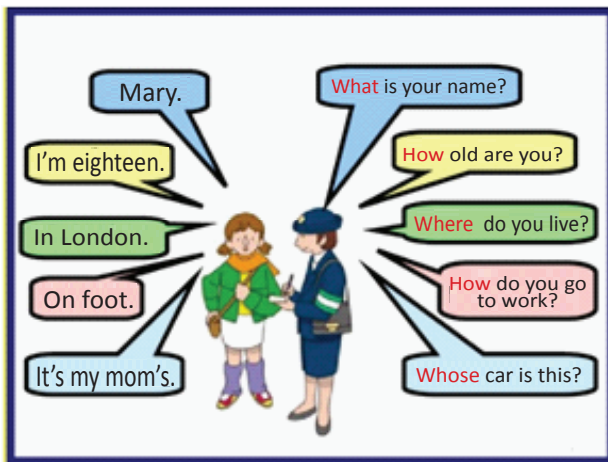 Mary.
What is your name?
I'm eighteen.
How old are you?
In London.
Where do you live?
On foot.
How do you go
to work?
It's my mom's.
Whose car is this?